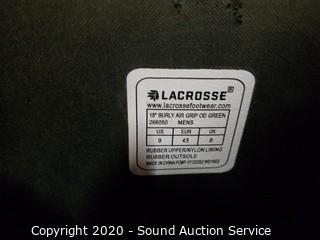 LACROSSE®
www.lacrossefootwear.com
18" BURLY AIR GRIP OD GREEN
266060 MENS
US EUR UK
9 43 8
RUBBER UPPER/NYLON LINING
RUBBER OUTSOLE
MADE IN CHINA
Copyright 2020 - Sound Auction Service